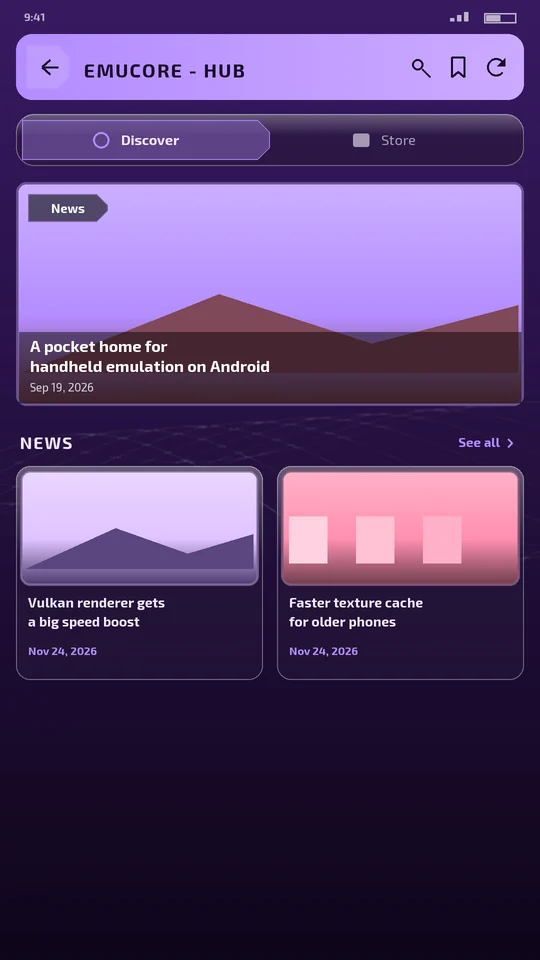 9:41
EMUCORE - HUB
Discover
Store
News
A pocket home for
handheld emulation on Android
Sep 19, 2026
NEWS
See all
Vulkan renderer gets
a big speed boost
Nov 24, 2026
Faster texture cache
for older phones
Nov 24, 2026